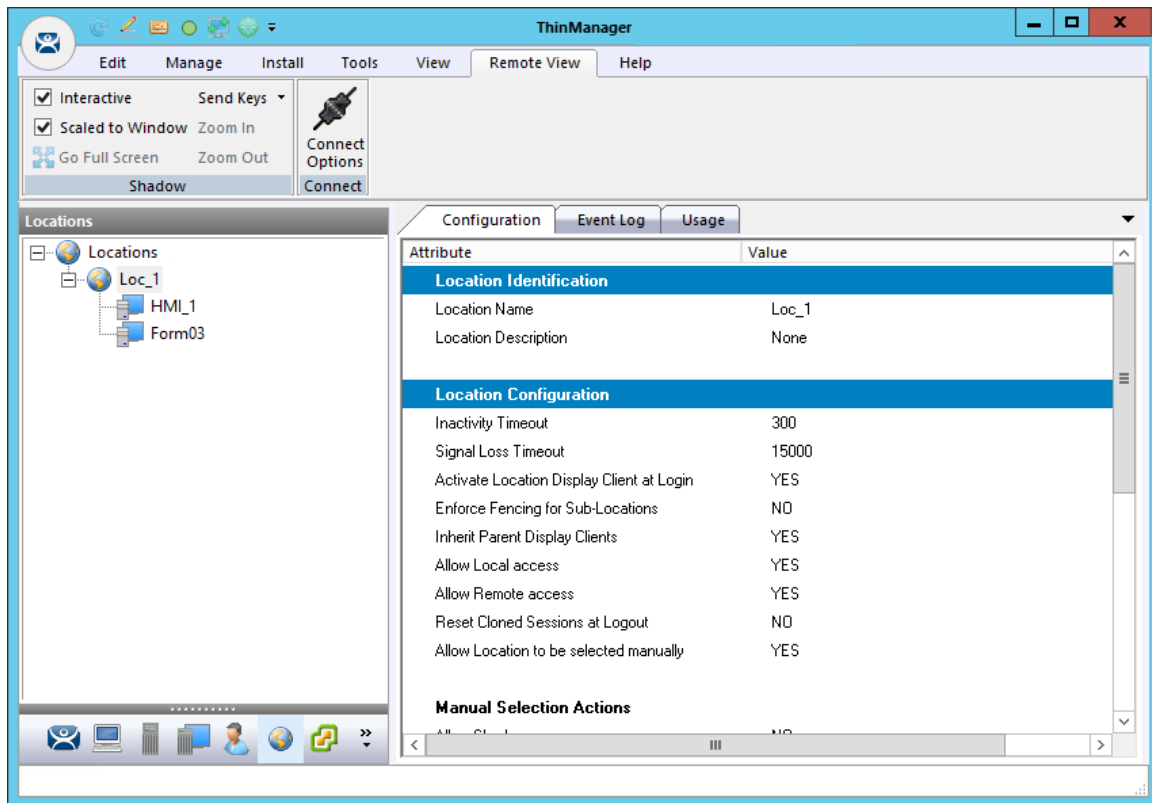 ThinManager
Edit Manage Install Tools View Remote View Help
Interactive Send Keys
Scaled to Window Zoom In
Go Full Screen Zoom Out
Connect Options
Shadow Connect
Locations
Configuration Event Log Usage
Locations
Loc_1
HMI_1
Form03
Attribute Value
Location Identification
Location Name Loc_1
Location Description None
Location Configuration
Inactivity Timeout 300
Signal Loss Timeout 15000
Activate Location Display Client at Login YES
Enforce Fencing for Sub-Locations NO
Inherit Parent Display Clients YES
Allow Local access YES
Allow Remote access YES
Reset Cloned Sessions at Logout NO
Allow Location to be selected manually YES
Manual Selection Actions